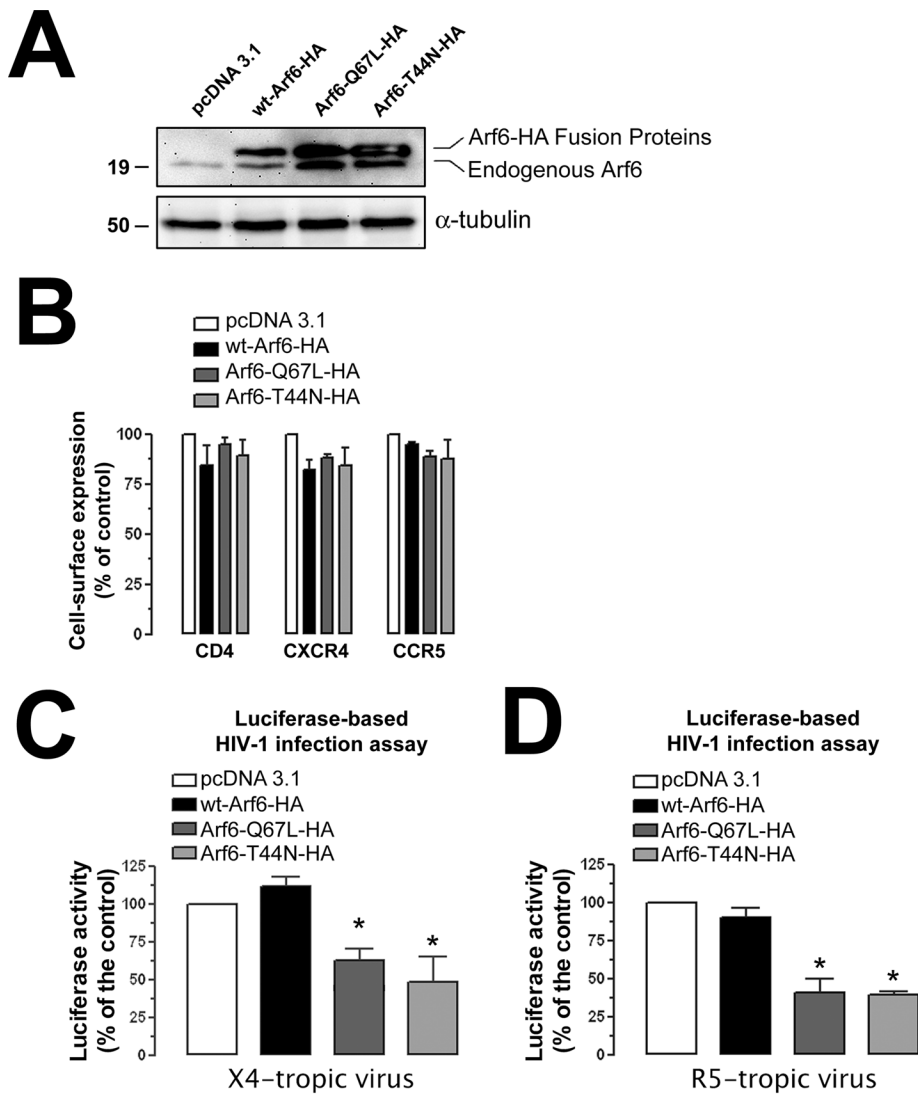 A
pcDNA 3.1
wt-Arf6-HA
Arf6-Q67L-HA
Arf6-T44N-HA
Arf6-HA Fusion Proteins
19
Endogenous Arf6
50
α-tubulin
B
pcDNA 3.1
wt-Arf6-HA
Arf6-Q67L-HA
Arf6-T44N-HA
Cell-surface expression
(% of control)
100
75
50
25
0
CD4 CXCR4 CCR5
C
Luciferase-based
HIV-1 infection assay
pcDNA 3.1
wt-Arf6-HA
Arf6-Q67L-HA
Arf6-T44N-HA
Luciferase activity
(% of the control)
125
100
75
50
25
0
* *
X4-tropic virus
D
Luciferase-based
HIV-1 infection assay
pcDNA 3.1
wt-Arf6-HA
Arf6-Q67L-HA
Arf6-T44N-HA
Luciferase activity
(% of the control)
125
100
75
50
25
0
* *
R5-tropic virus